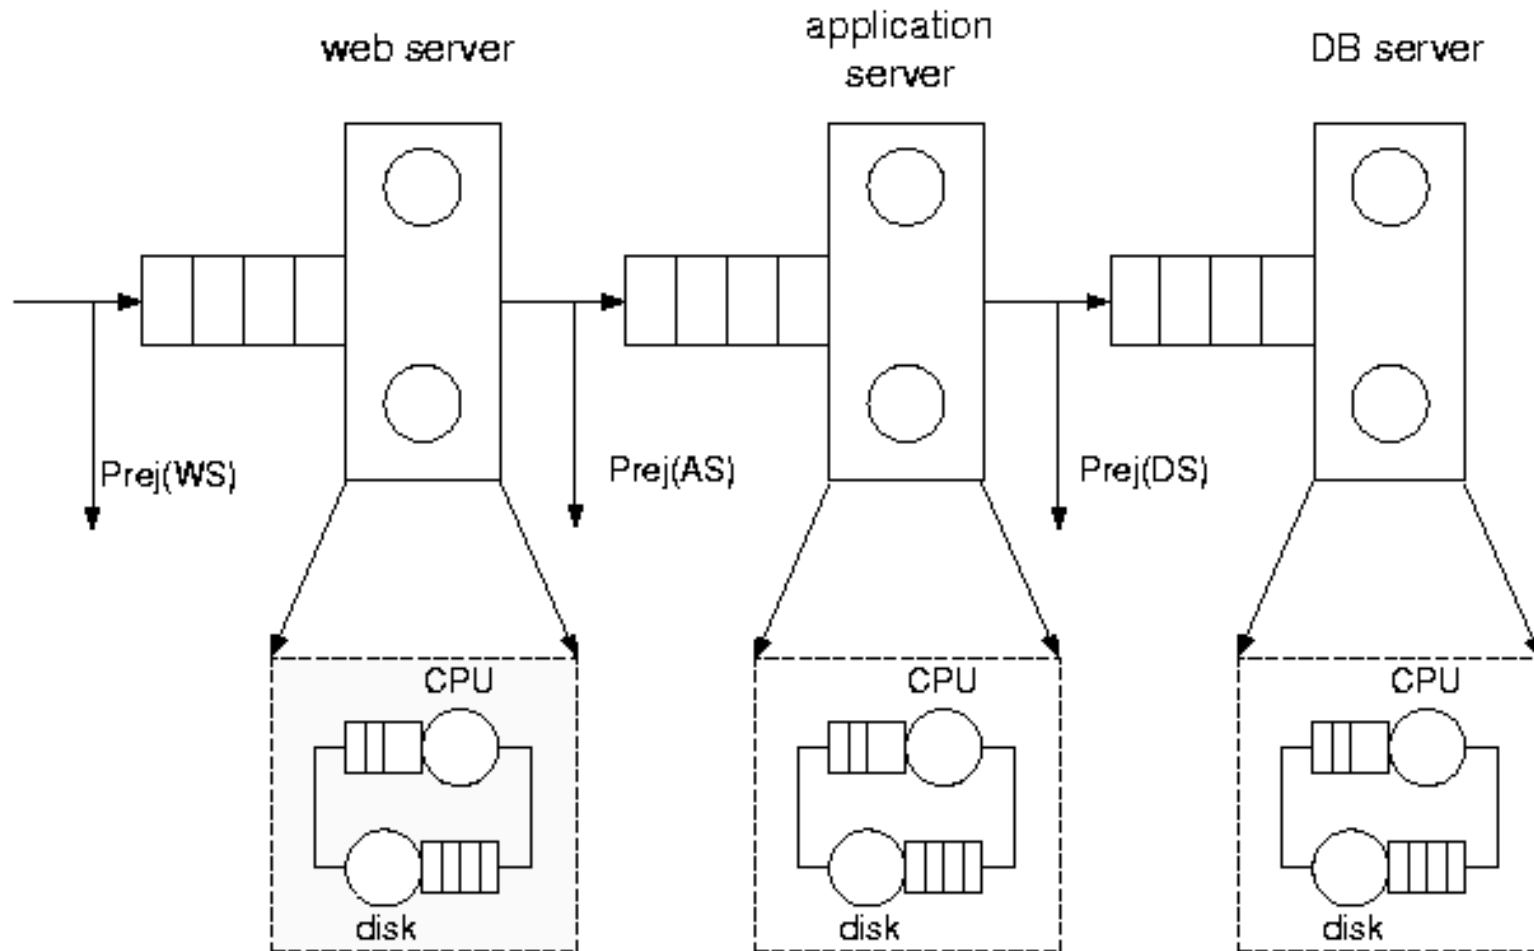 web server
application
server
DB server
Prej(WS)
Prej(AS)
Prej(DS)
CPU
CPU
CPU
disk
disk
disk